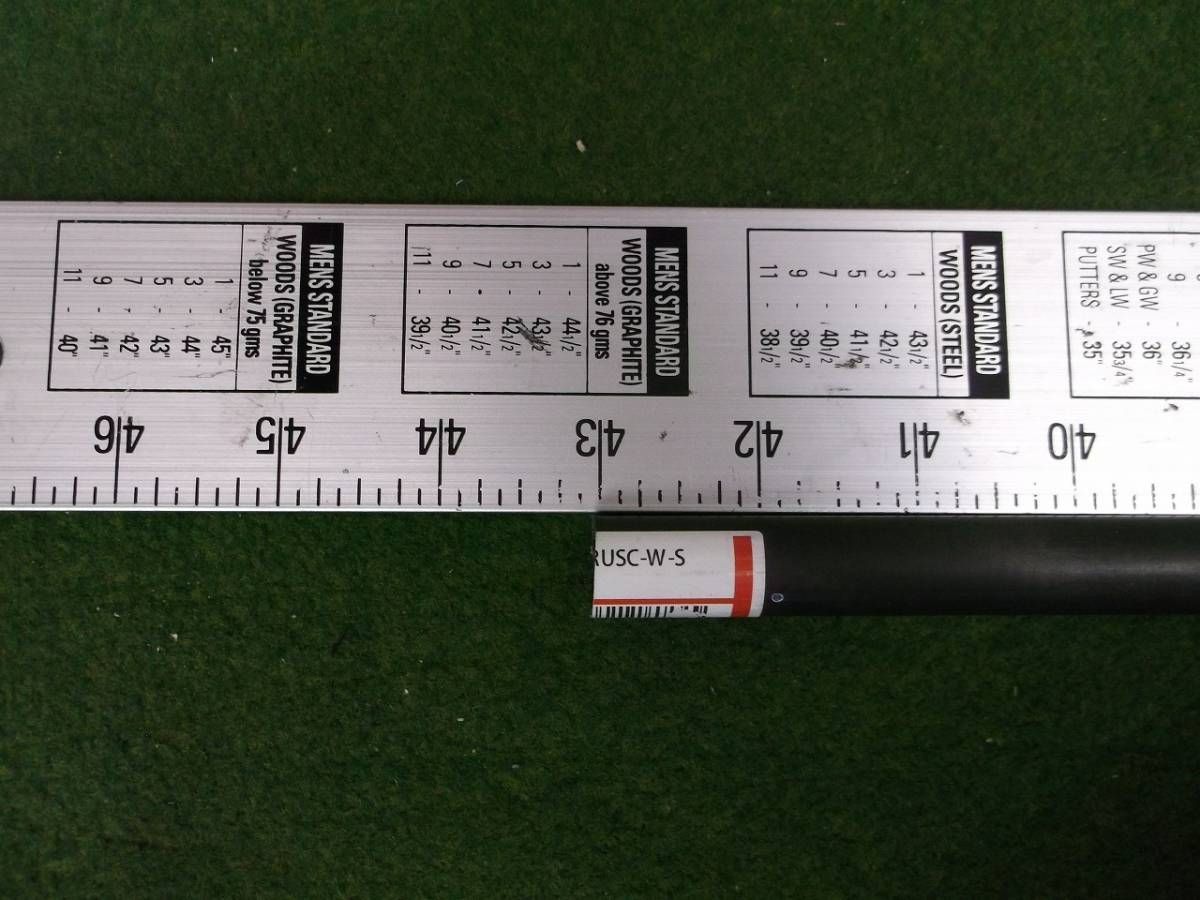 MENS STANDARD
WOODS (GRAPHITE)
below 75 gms
1 - 45"
3 - 44"
5 - 43"
7 - 42"
9 - 41"
11 - 40"
MENS STANDARD
WOODS (GRAPHITE)
above 76 gms
1 - 44 1/2"
3 - 43 1/2"
5 - 42 1/2"
7 - 41 1/2"
9 - 40 1/2"
11 - 39 1/2"
MENS STANDARD
WOODS (STEEL)
1 - 43 1/2"
3 - 42 1/2"
5 - 41 1/2"
7 - 40 1/2"
9 - 39 1/2"
11 - 38 1/2"
9 - 36 1/4"
PW & GW - 36"
SW & LW - 35 3/4"
PUTTERS - 35"
46 45 44 43 42 41 40
RUSC-W-S